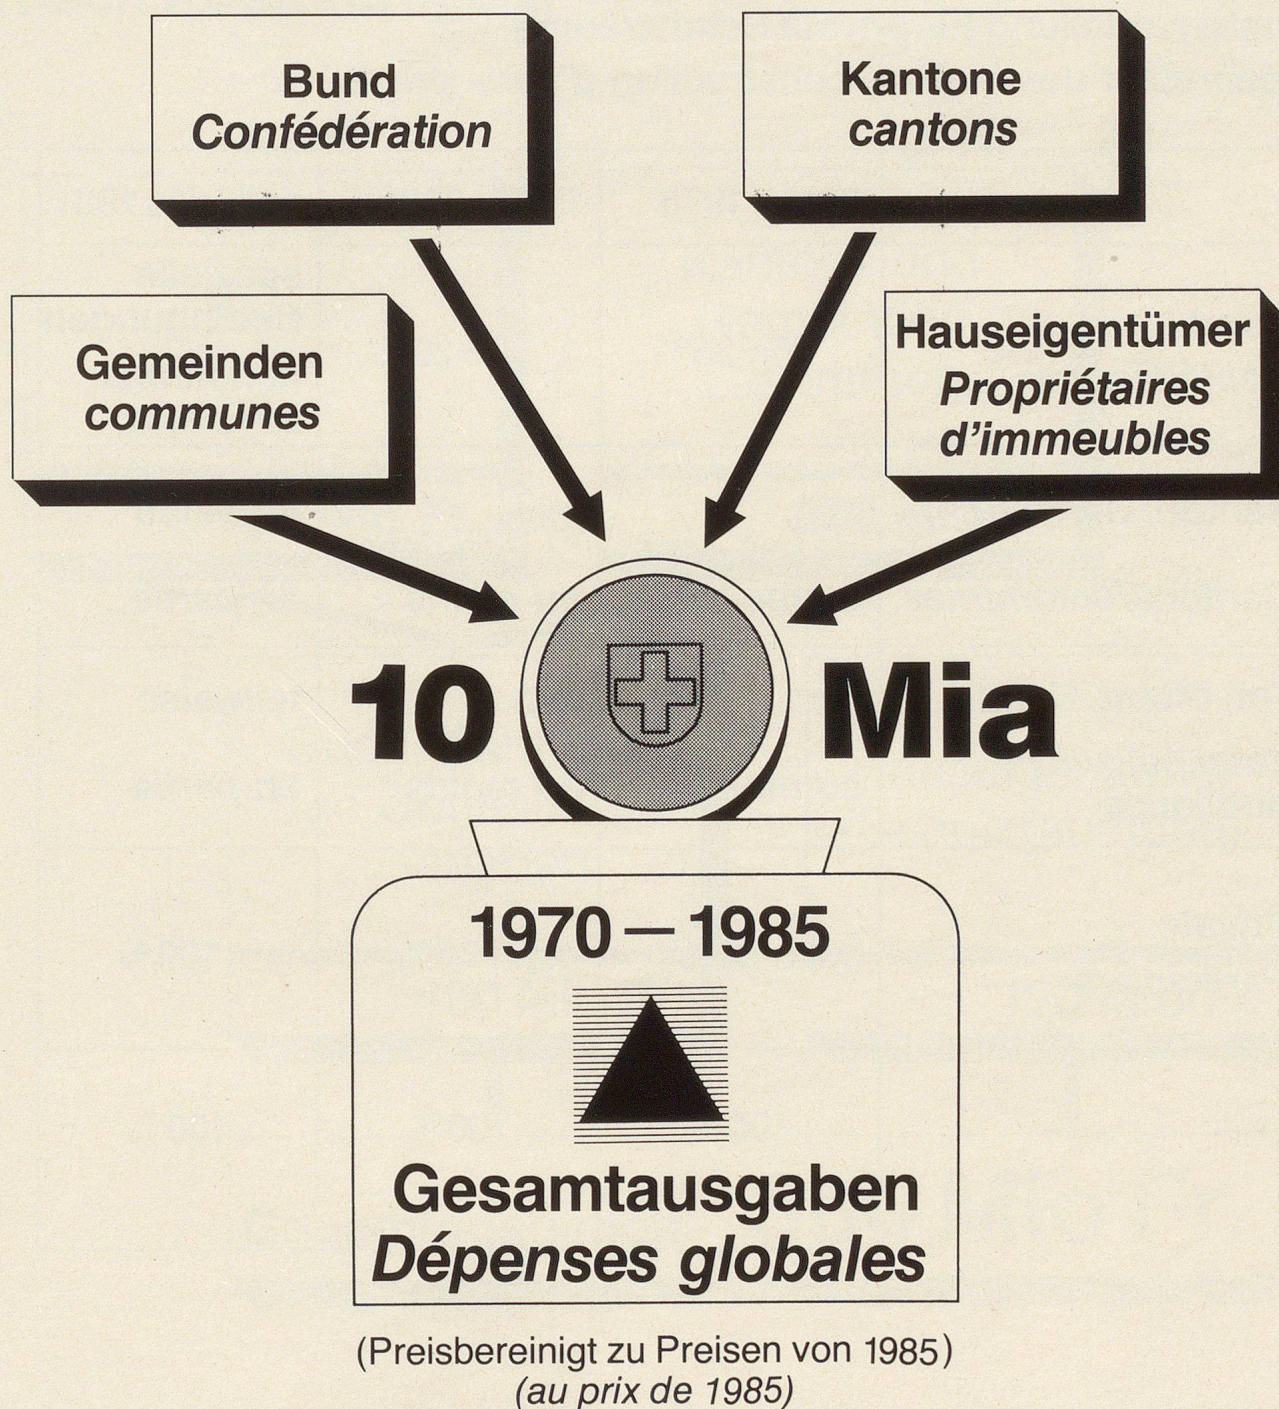 Bund
Confédération
Kantone
cantons
Gemeinden
communes
Hauseigentümer
Propriétaires
d'immeubles
10 Mia
1970 — 1985
Gesamtausgaben
Dépenses globales
(Preisbereinigt zu Preisen von 1985)
(au prix de 1985)